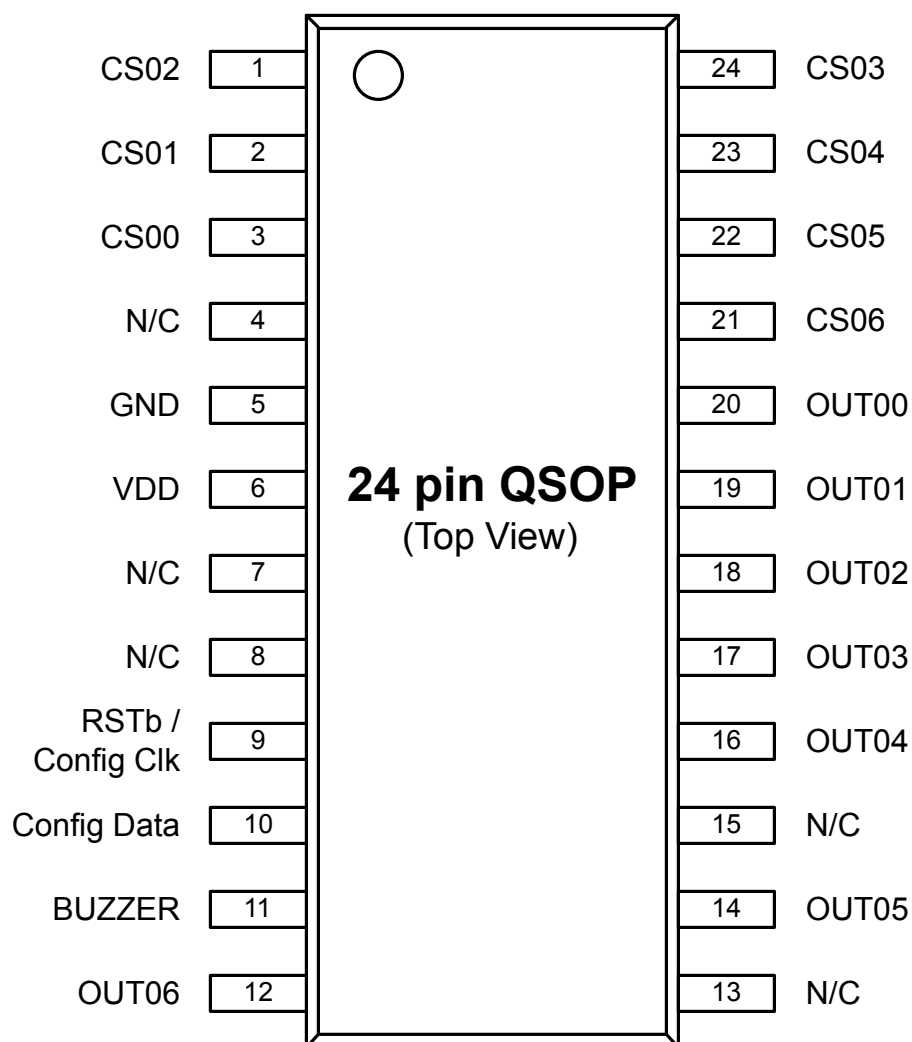 CS02 1 24 CS03
CS01 2 23 CS04
CS00 3 22 CS05
N/C 4 21 CS06
GND 5 20 OUT00
VDD 6 19 OUT01
24 pin QSOP
(Top View)
N/C 7 18 OUT02
N/C 8 17 OUT03
RSTb /
Config Clk 9 16 OUT04
Config Data 10 15 N/C
BUZZER 11 14 OUT05
OUT06 12 13 N/C